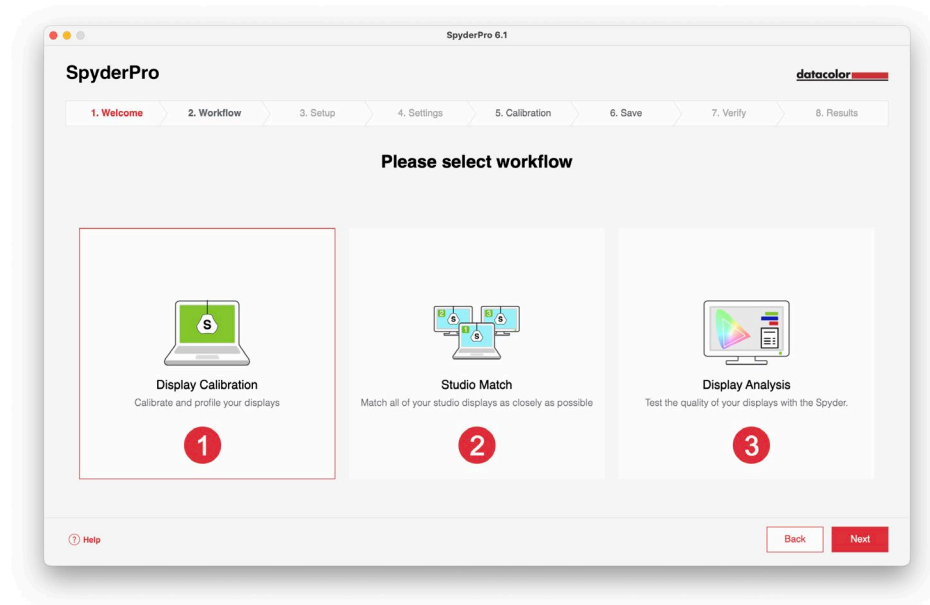 SpyderPro 6.1
SpyderPro
datacolor
1. Welcome
2. Workflow
3. Setup
4. Settings
5. Calibration
6. Save
7. Verify
8. Results
Please select workflow
S
Display Calibration
Calibrate and profile your displays
1
2 S
3 S
1 S
Studio Match
Match all of your studio displays as closely as possible
2
Display Analysis
Test the quality of your displays with the Spyder.
3
? Help
Back
Next